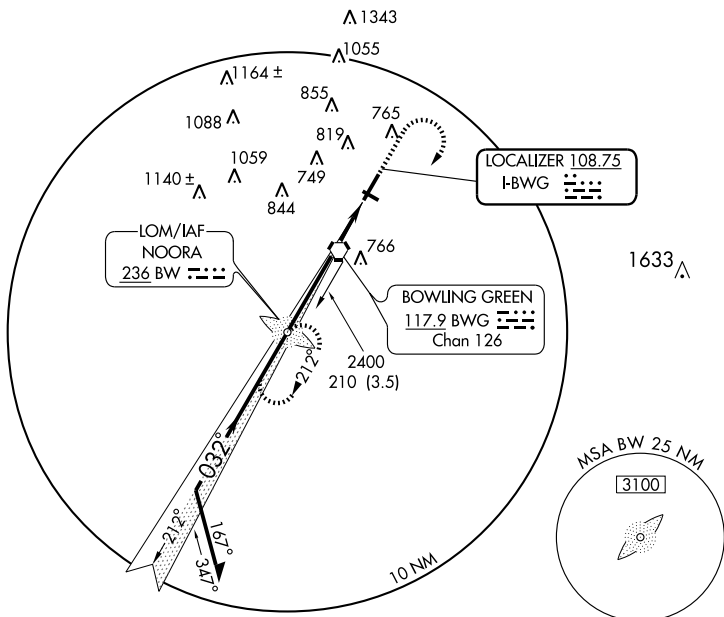 1343
1055
1164 ±
855
1088
765
819
1059
749
1140 ±
844
LOCALIZER 108.75
I-BWG
LOM/IAF
NOORA
236 BW
766
1633
BOWLING GREEN
117.9 BWG
Chan 126
2400
210 (3.5)
212°
032°
212°
167°
347°
10 NM
MSA BW 25 NM
3100